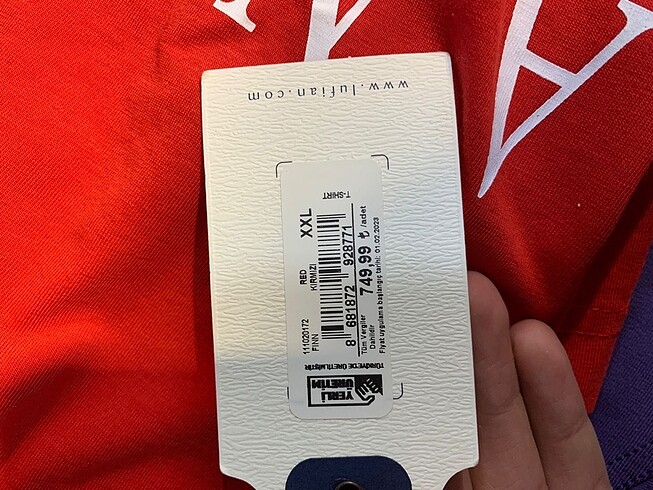 www.lufian.com
T-SHIRT
111020172
FINN
RED
KIRMIZI
XXL
8 681872 928771
Tüm Vergiler
Dahildir
749,99 ₺ /adet
Fiyat uygulama başlangıç tarihi: 01.02.2023
TÜRKİYE'DE ÜRETİLMİŞTİR
YERLİ
ÜRETİM
A